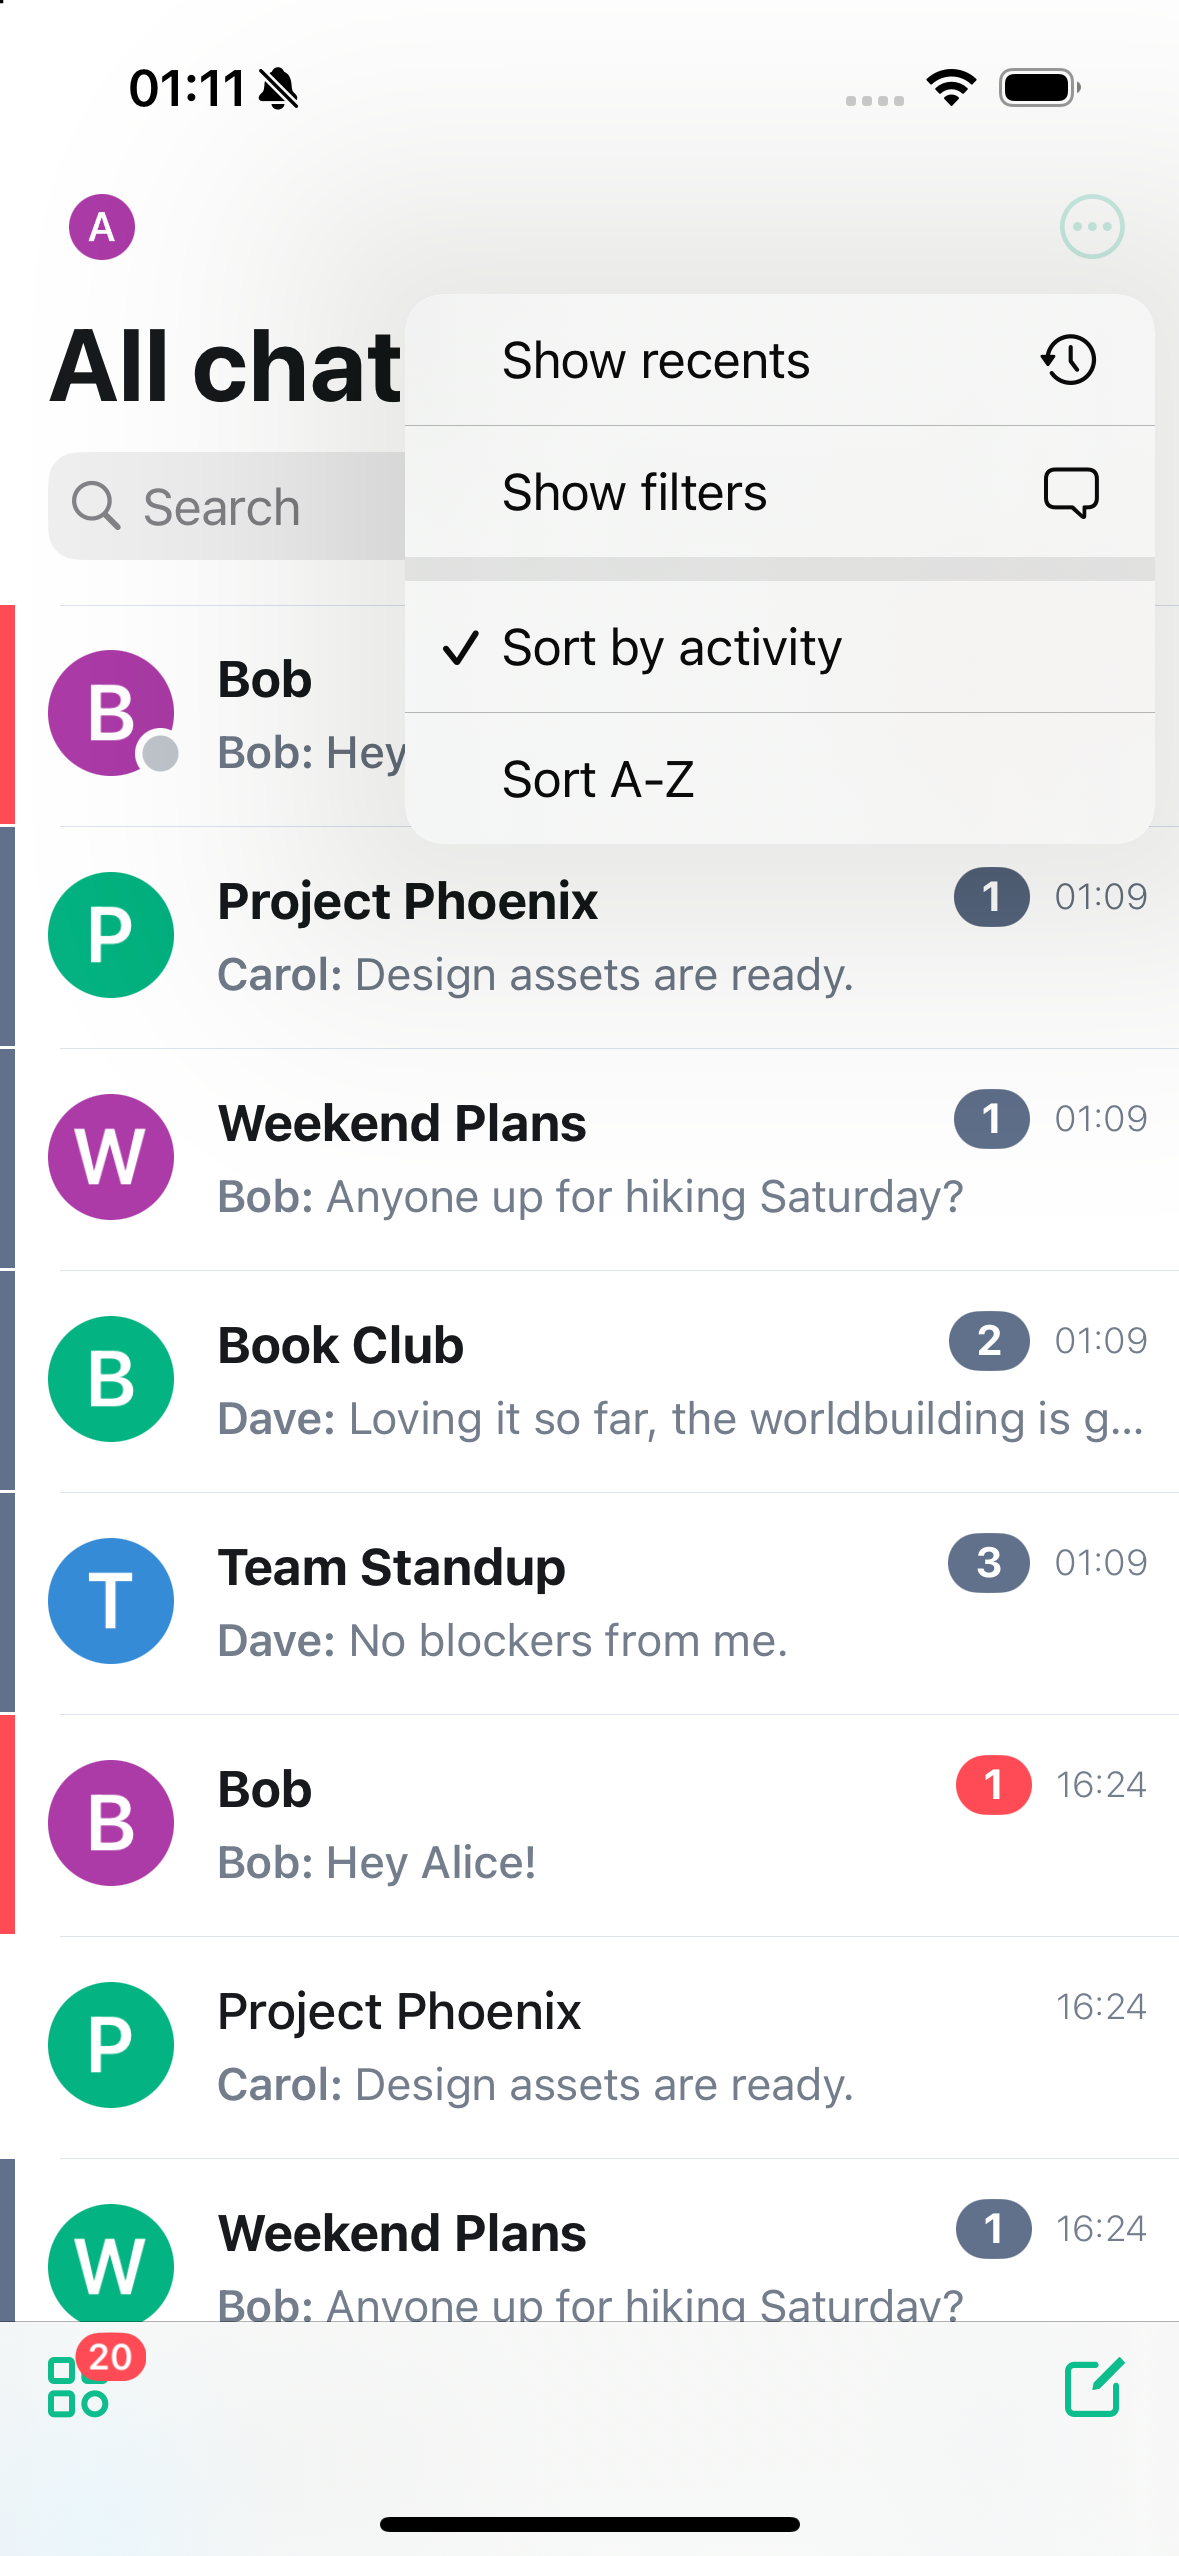 01:11
A
All chat
Show recents
Search
Show filters
Sort by activity
Sort A-Z
B
Bob
Bob: Hey
P
Project Phoenix
1
01:09
Carol: Design assets are ready.
W
Weekend Plans
1
01:09
Bob: Anyone up for hiking Saturday?
B
Book Club
2
01:09
Dave: Loving it so far, the worldbuilding is g...
T
Team Standup
3
01:09
Dave: No blockers from me.
B
Bob
1
16:24
Bob: Hey Alice!
P
Project Phoenix
16:24
Carol: Design assets are ready.
W
Weekend Plans
1
16:24
Bob: Anyone up for hiking Saturday?
20